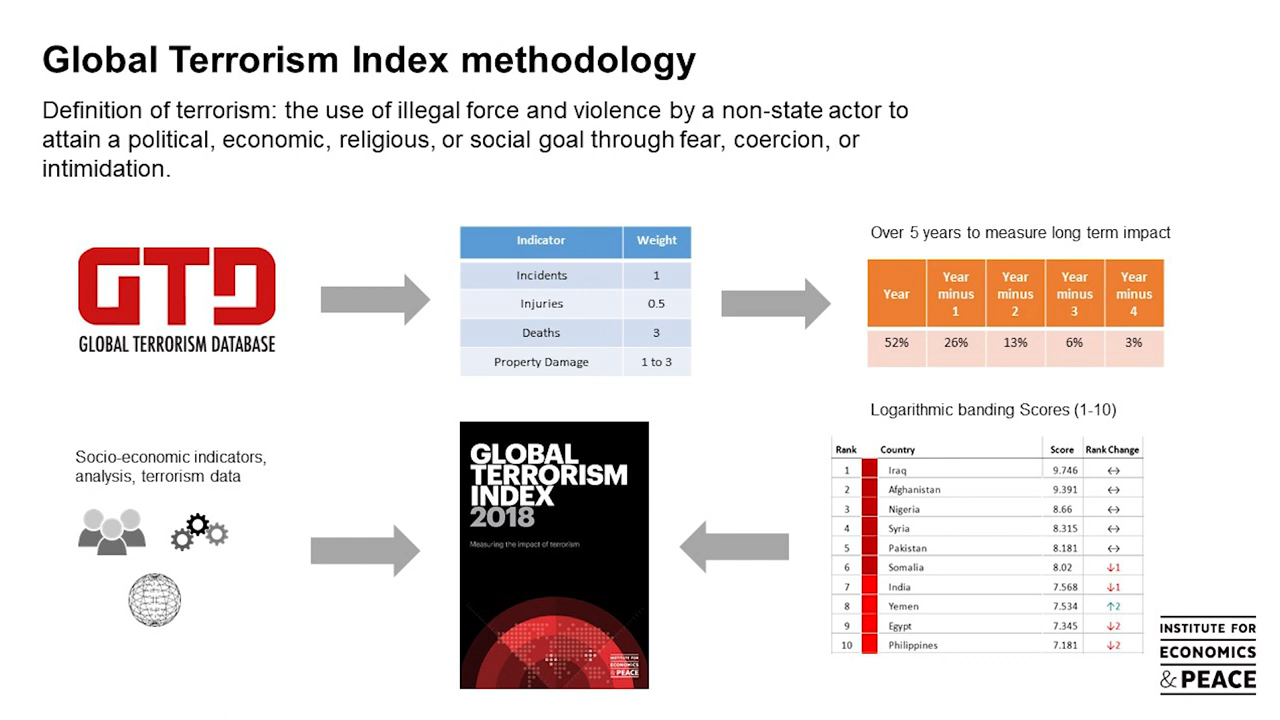 Global Terrorism Index methodology
Definition of terrorism: the use of illegal force and violence by a non-state actor to
attain a political, economic, religious, or social goal through fear, coercion, or
intimidation.
GTD
GLOBAL TERRORISM DATABASE
Indicator Weight
Incidents 1
Injuries 0.5
Deaths 3
Property Damage 1 to 3
Over 5 years to measure long term impact
Year Year minus 1 Year minus 2 Year minus 3 Year minus 4
52% 26% 13% 6% 3%
Socio-economic indicators,
analysis, terrorism data
GLOBAL
TERRORISM
INDEX
2018
Measuring the impact of terrorism
INSTITUTE FOR
ECONOMICS
& PEACE
Logarithmic banding Scores (1-10)
Rank Country Score Rank Change
1 Iraq 9.746 ↔
2 Afghanistan 9.391 ↔
3 Nigeria 8.66 ↔
4 Syria 8.315 ↔
5 Pakistan 8.181 ↔
6 Somalia 8.02 ↓1
7 India 7.568 ↓1
8 Yemen 7.534 ↑2
9 Egypt 7.345 ↓2
10 Philippines 7.181 ↓2
INSTITUTE FOR
ECONOMICS
& PEACE